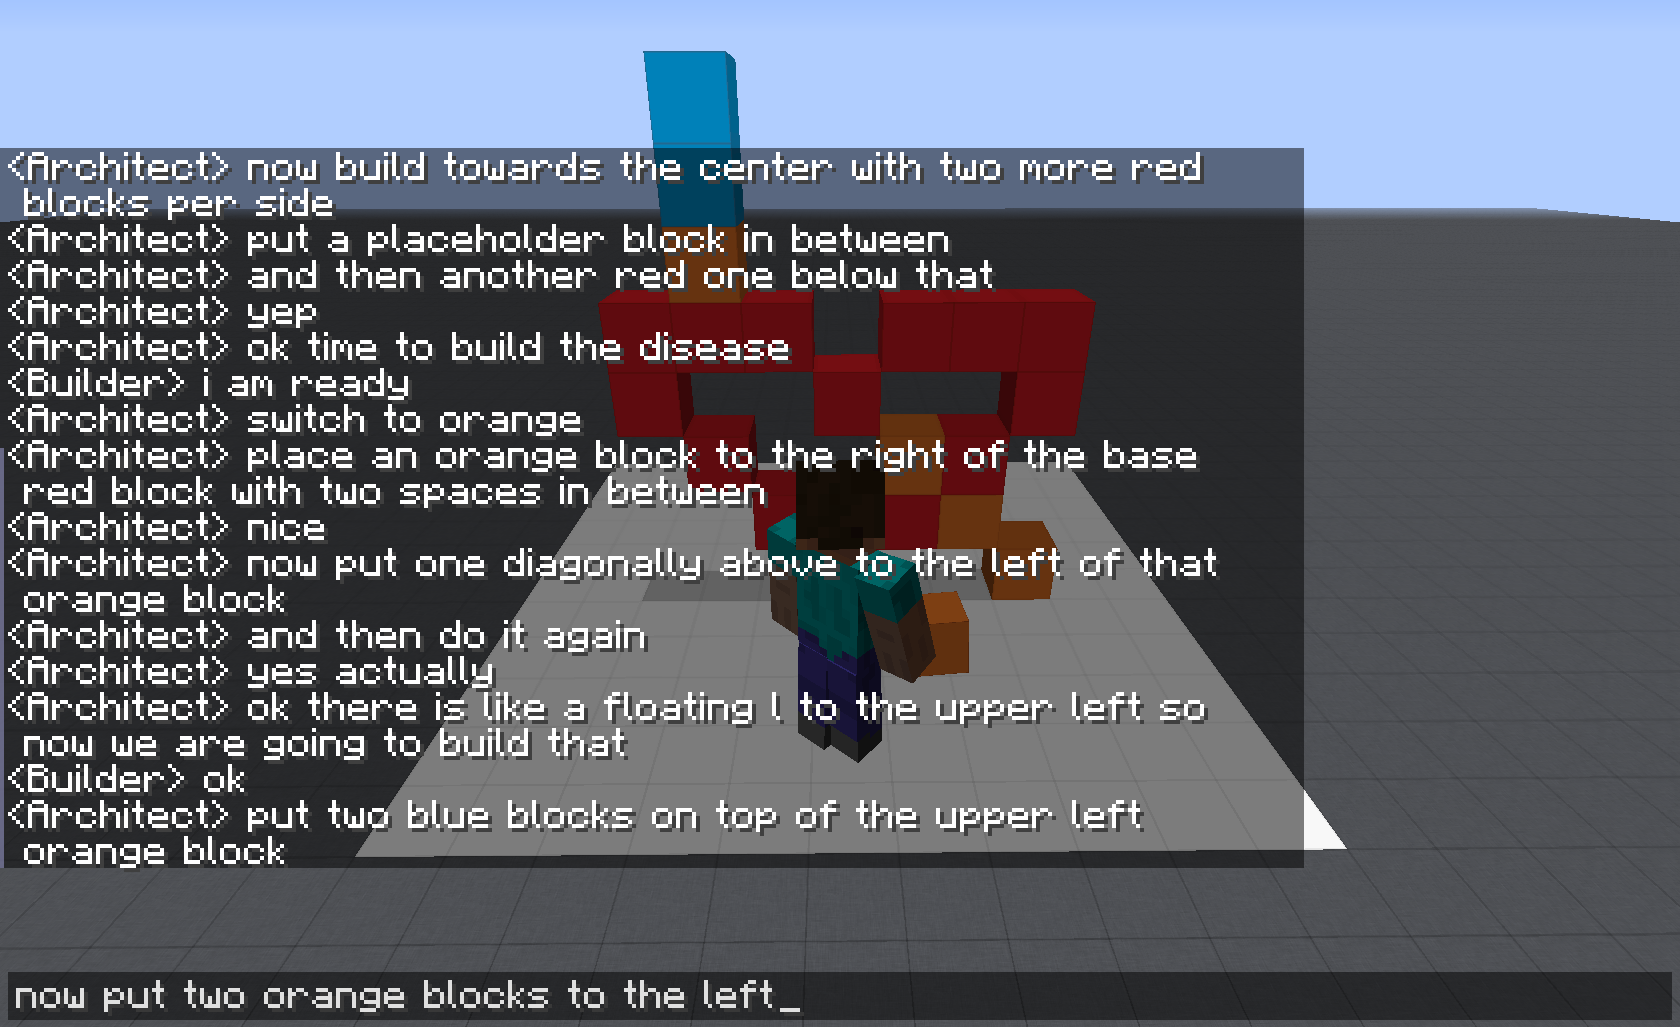 <Architect> now build towards the center with two more red
blocks per side
<Architect> put a placeholder block in between
<Architect> and then another red one below that
<Architect> yep
<Architect> ok time to build the disease
<Builder> i am ready
<Architect> switch to orange
<Architect> place an orange block to the right of the base
red block with two spaces in between
<Architect> nice
<Architect> now put one diagonally above to the left of that
orange block
<Architect> and then do it again
<Architect> yes actually
<Architect> ok there is like a floating l to the upper left so
now we are going to build that
<Builder> ok
<Architect> put two blue blocks on top of the upper left
orange block
now put two orange blocks to the left_